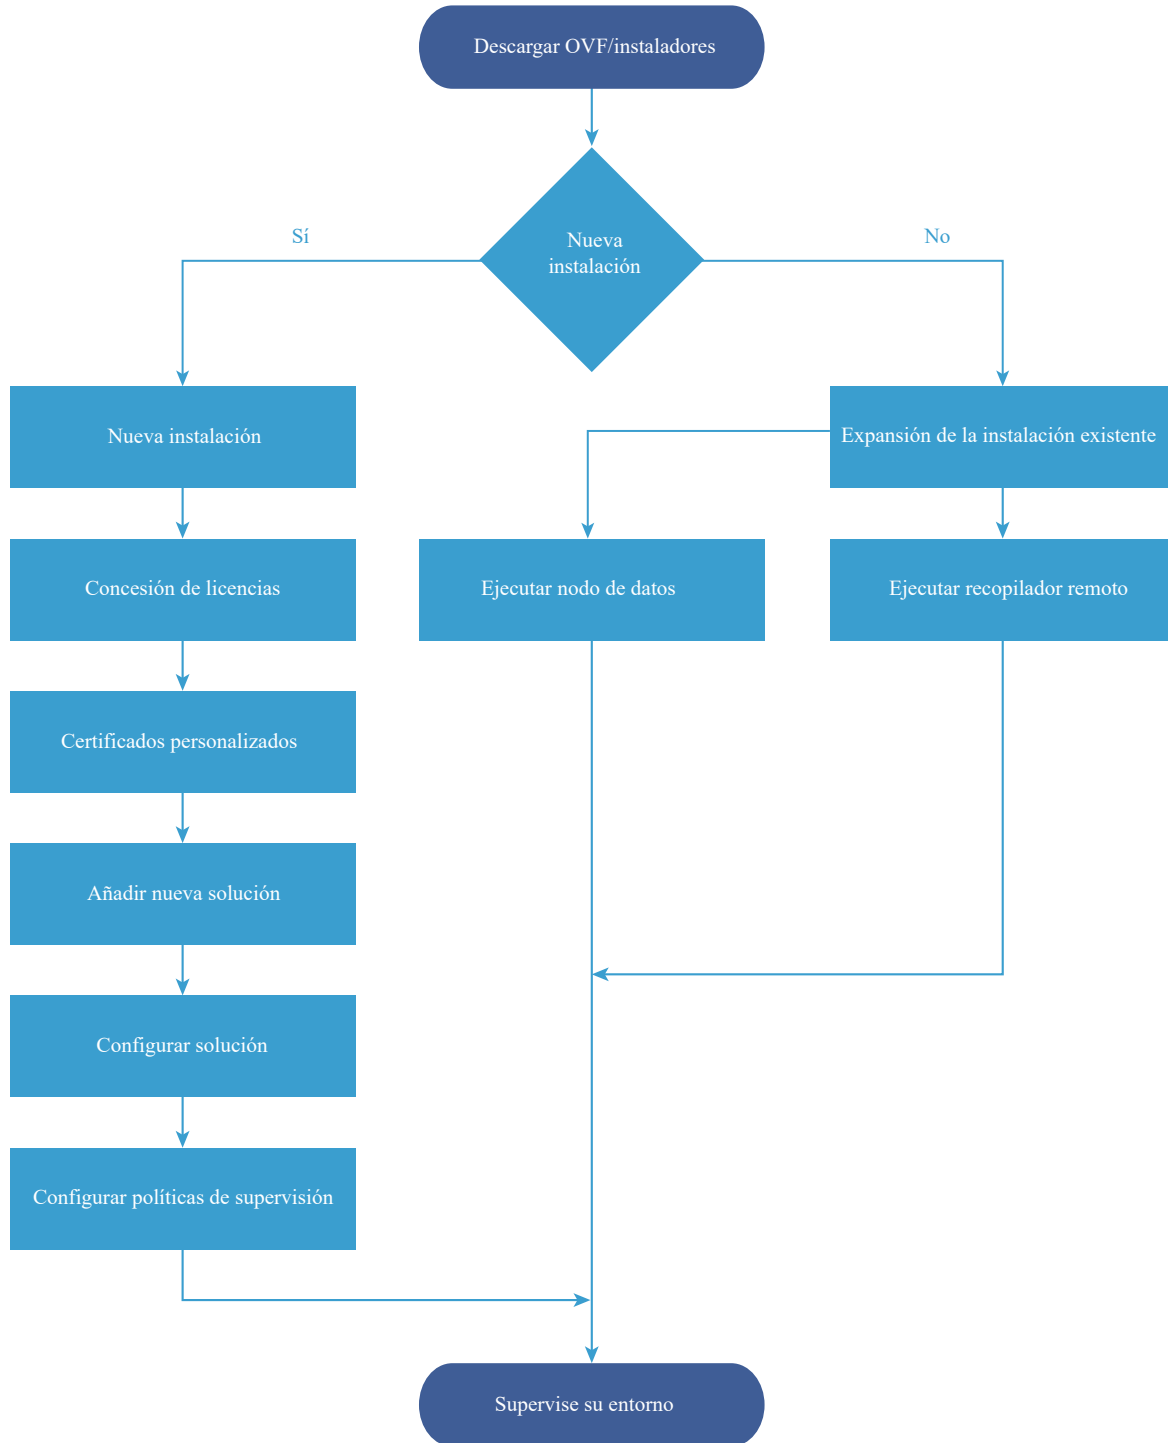 Descargar OVF/instaladores
Sí
Nueva
instalación
No
Nueva instalación
Expansión de la instalación existente
Concesión de licencias
Ejecutar nodo de datos
Ejecutar recopilador remoto
Certificados personalizados
Añadir nueva solución
Configurar solución
Configurar políticas de supervisión
Supervise su entorno